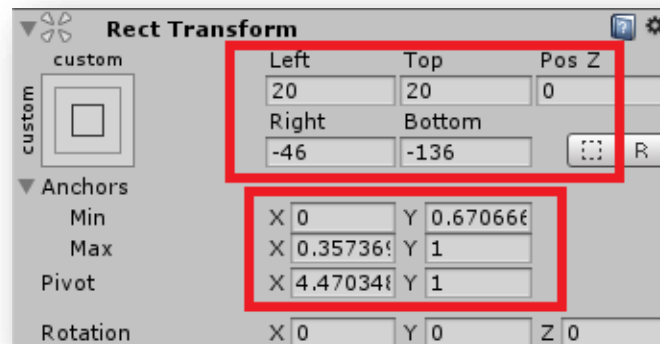 Rect Transform
custom
Left Top Pos Z
custom
20 20 0
Right Bottom
-46 -136 R
Anchors
Min X 0 Y 0.670666
Max X 0.357369 Y 1
Pivot X 4.470348 Y 1
Rotation X 0 Y 0 Z 0